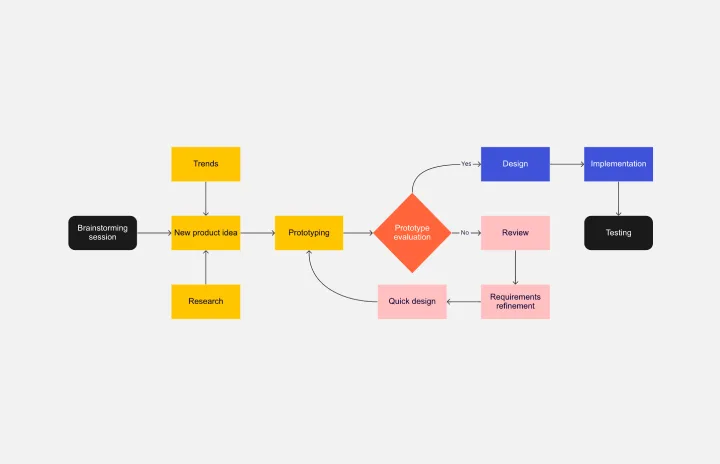 Trends
Yes
Design
Implementation
Brainstorming
session
New product idea
Prototyping
Prototype
evaluation
No
Review
Testing
Research
Quick design
Requirements
refinement